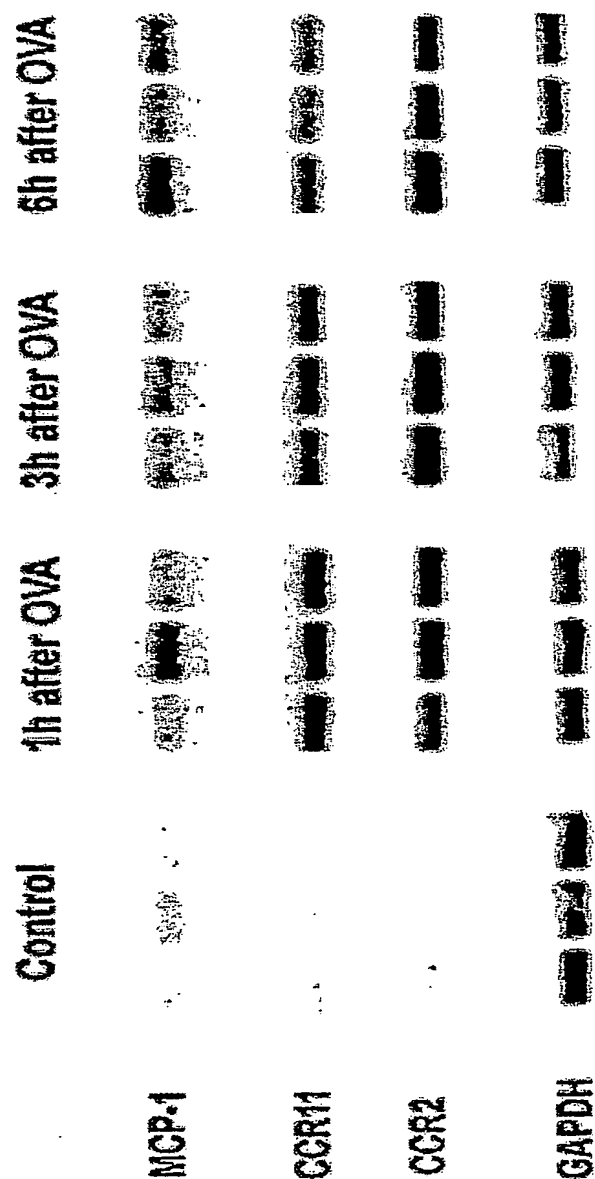 Control
1h after OVA
3h after OVA
6h after OVA
MCP-1
CCR11
CCR2
GAPDH